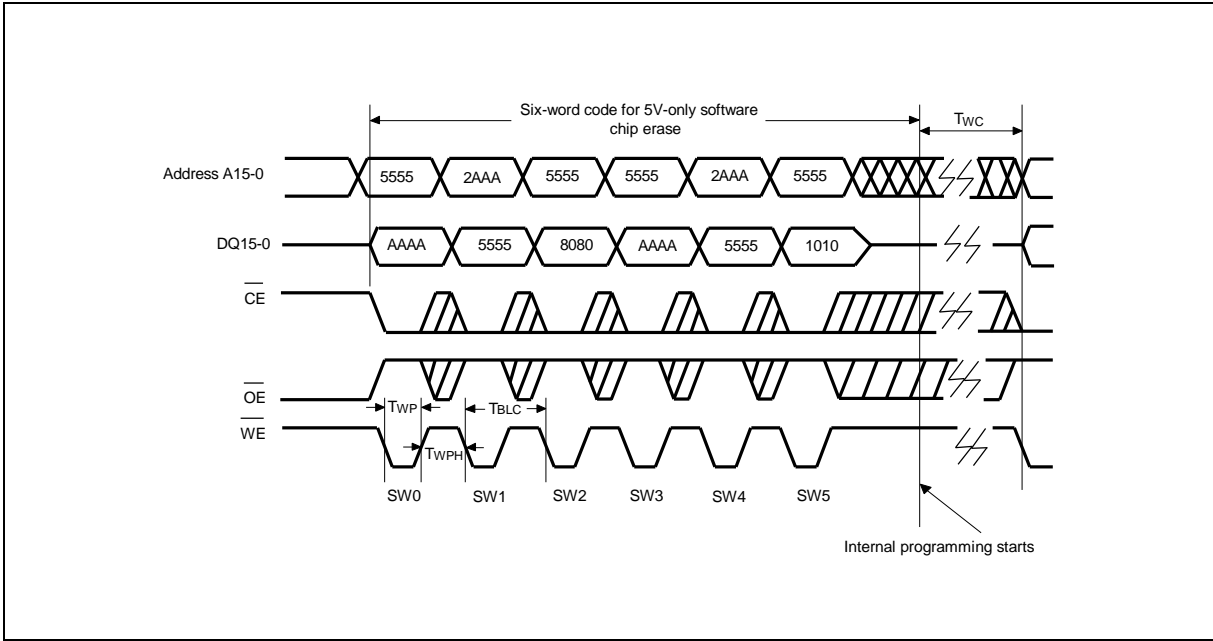 Six-word code for 5V-only software
chip erase
TWC
Address A15-0
5555
2AAA
5555
5555
2AAA
5555
DQ15-0
AAAA
5555
8080
AAAA
5555
1010
CE
OE
TWP
TBLC
WE
TWPH
SW0
SW1
SW2
SW3
SW4
SW5
Internal programming starts